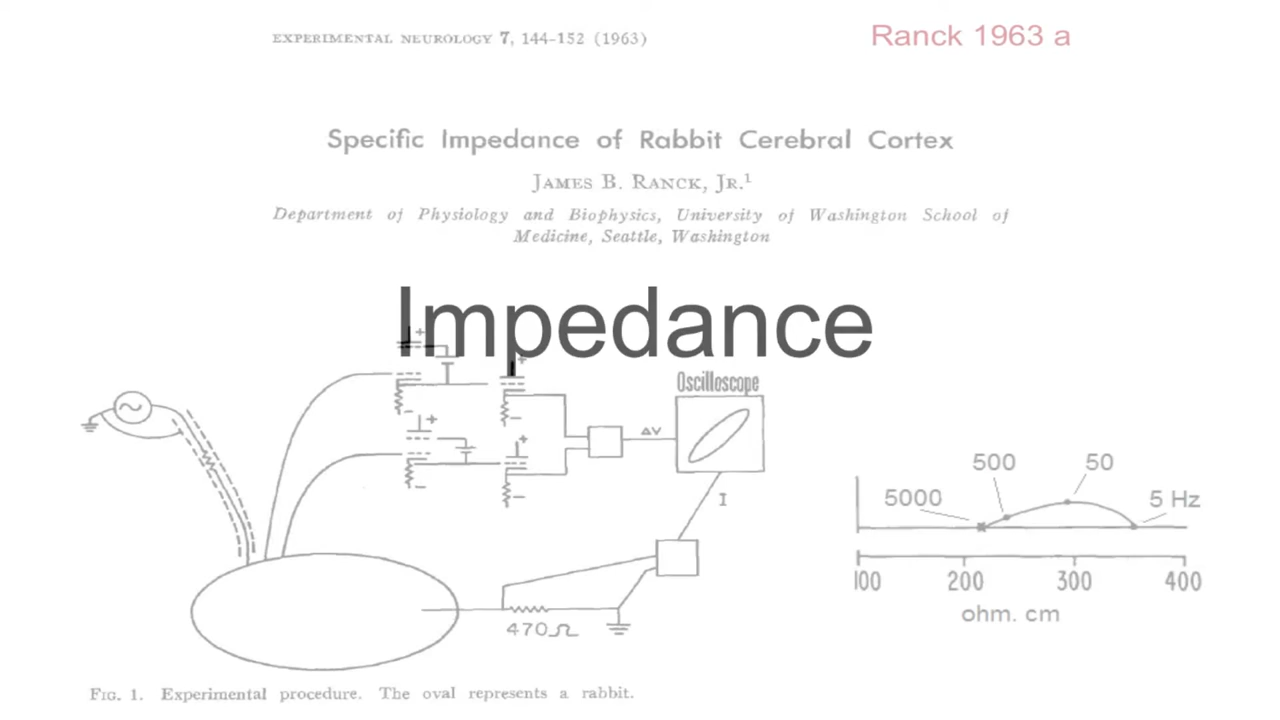 EXPERIMENTAL NEUROLOGY 7, 144–152 (1963)
Ranck 1963 a
Specific Impedance of Rabbit Cerebral Cortex
JAMES B. RANCK, JR.1
Department of Physiology and Biophysics, University of Washington School of
Medicine, Seattle, Washington
Impedance
+
+
Oscilloscope
+
+
ΔV
I
470Ω
500
50
5000
5 Hz
100
200
300
400
ohm. cm
FIG. 1. Experimental procedure. The oval represents a rabbit.